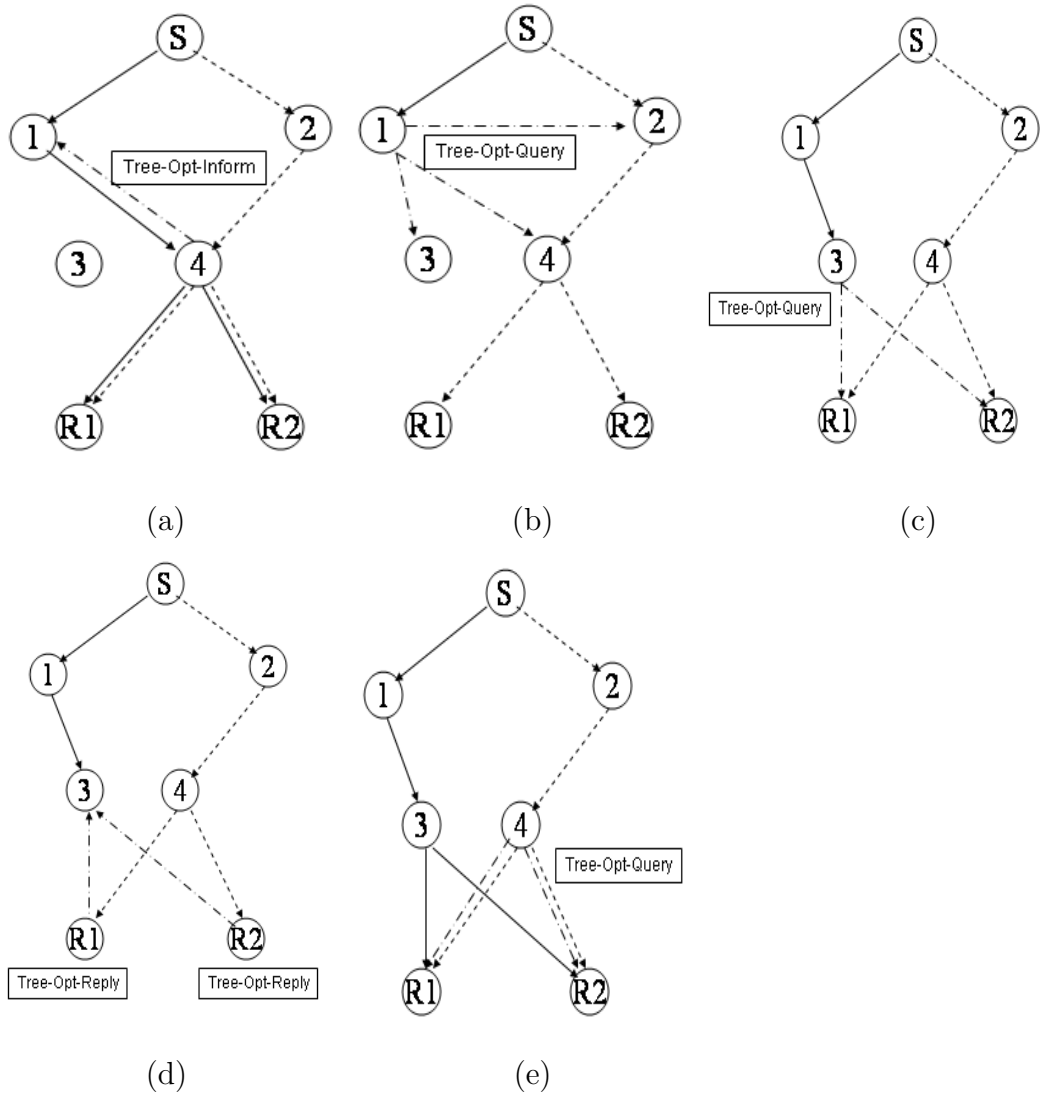 S
1
2
Tree-Opt-Inform
3
4
R1
R2
(a)
S
1
2
Tree-Opt-Query
3
4
R1
R2
(b)
S
1
2
3
4
Tree-Opt-Query
R1
R2
(c)
S
1
2
3
4
R1
R2
Tree-Opt-Reply
Tree-Opt-Reply
(d)
S
1
2
3
4
Tree-Opt-Query
R1
R2
(e)